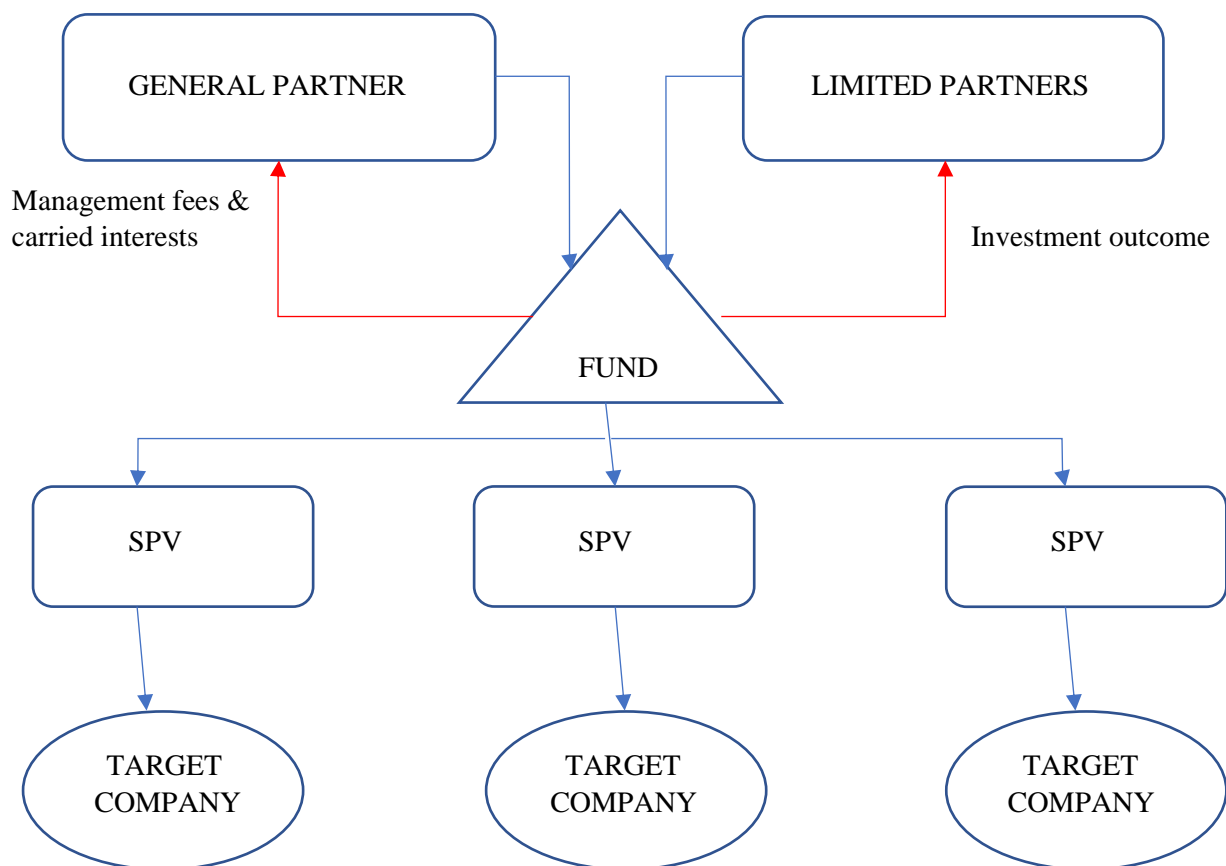 GENERAL PARTNER
LIMITED PARTNERS
Management fees &
carried interests
Investment outcome
FUND
SPV
SPV
SPV
TARGET
COMPANY
TARGET
COMPANY
TARGET
COMPANY